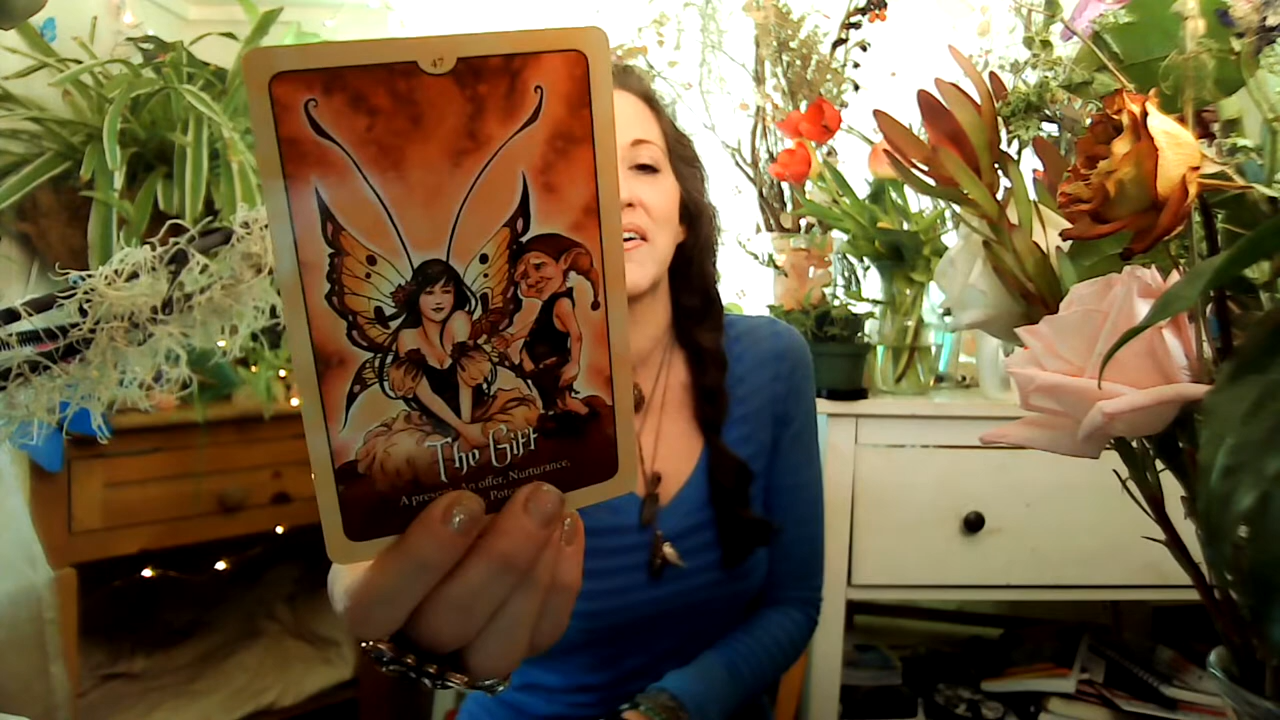 47
The Gift
A present, An offer, Nurturance,